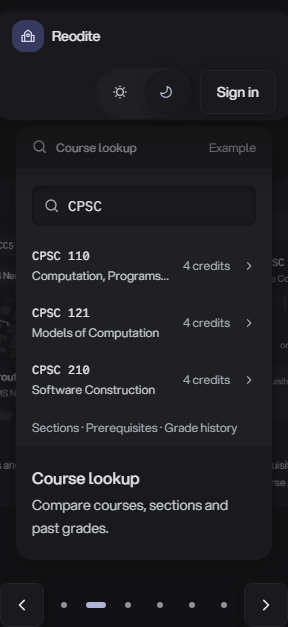 Reodite
Sign in
Course lookup Example
CPSC
CPSC 110
Computation, Programs... 4 credits
CPSC 121
Models of Computation 4 credits
CPSC 210
Software Construction 4 credits
Sections · Prerequisites · Grade history
Course lookup
Compare courses, sections and
past grades.